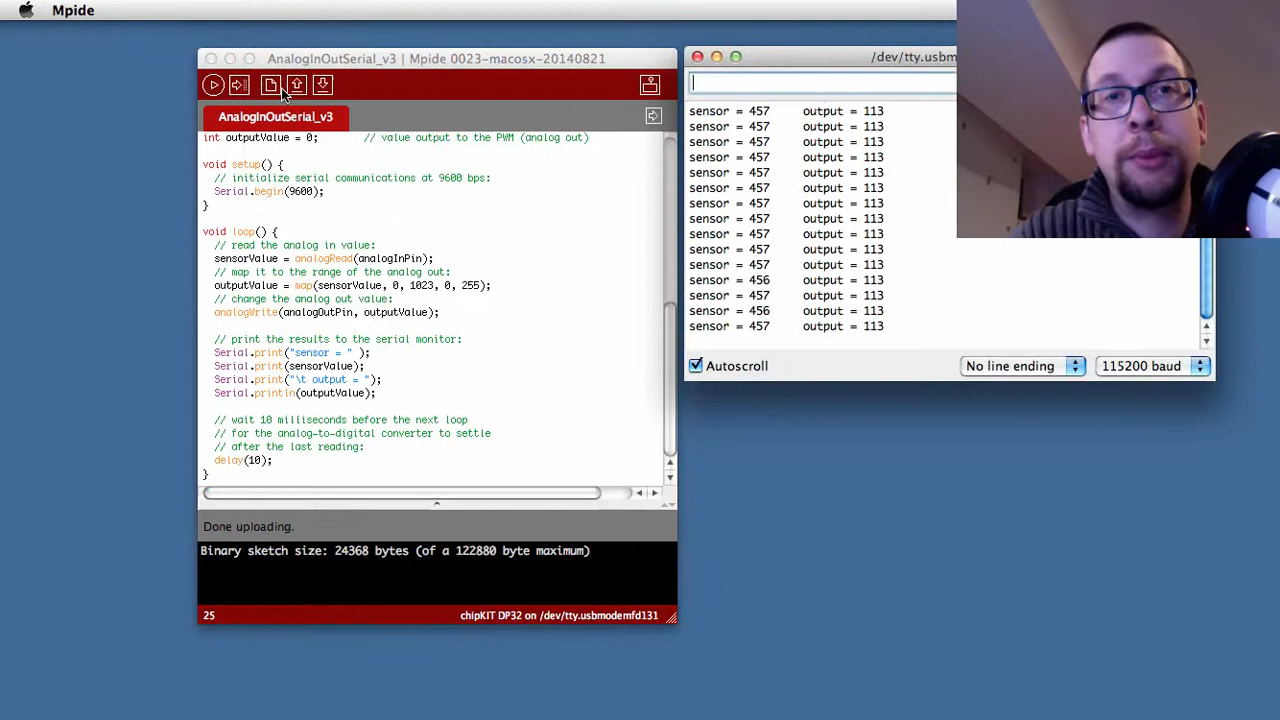 Mpide
AnalogInOutSerial_v3 | Mpide 0023-macosx-20140821
AnalogInOutSerial_v3
int outputValue = 0;        // value output to the PWM (analog out)
void setup() {
// initialize serial communications at 9600 bps:
Serial.begin(9600);
}
void loop() {
// read the analog in value:
sensorValue = analogRead(analogInPin);
// map it to the range of the analog out:
outputValue = map(sensorValue, 0, 1023, 0, 255);
// change the analog out value:
analogWrite(analogOutPin, outputValue);
// print the results to the serial monitor:
Serial.print("sensor = " );
Serial.print(sensorValue);
Serial.print("\t output = ");
Serial.println(outputValue);
// wait 10 milliseconds before the next loop
// for the analog-to-digital converter to settle
// after the last reading:
delay(10);
}
Done uploading.
Binary sketch size: 24368 bytes (of a 122880 byte maximum)
25 chipKIT DP32 on /dev/tty.usbmodemfd131
/dev/tty.usbm
sensor = 457 output = 113
sensor = 457 output = 113
sensor = 457 output = 113
sensor = 457 output = 113
sensor = 457 output = 113
sensor = 457 output = 113
sensor = 457 output = 113
sensor = 457 output = 113
sensor = 457 output = 113
sensor = 457 output = 113
sensor = 457 output = 113
sensor = 456 output = 113
sensor = 457 output = 113
sensor = 456 output = 113
sensor = 457 output = 113
Autoscroll No line ending 115200 baud